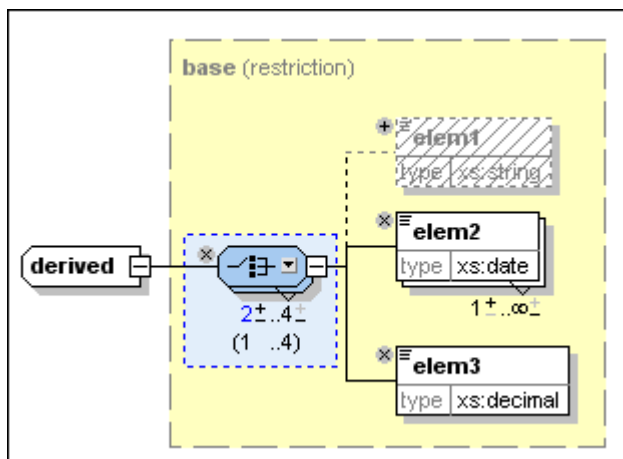 base (restriction)
elem1
type xs:string
derived
elem2
type xs:date
1 ..∞
2 ..4
(1 ..4)
elem3
type xs:decimal